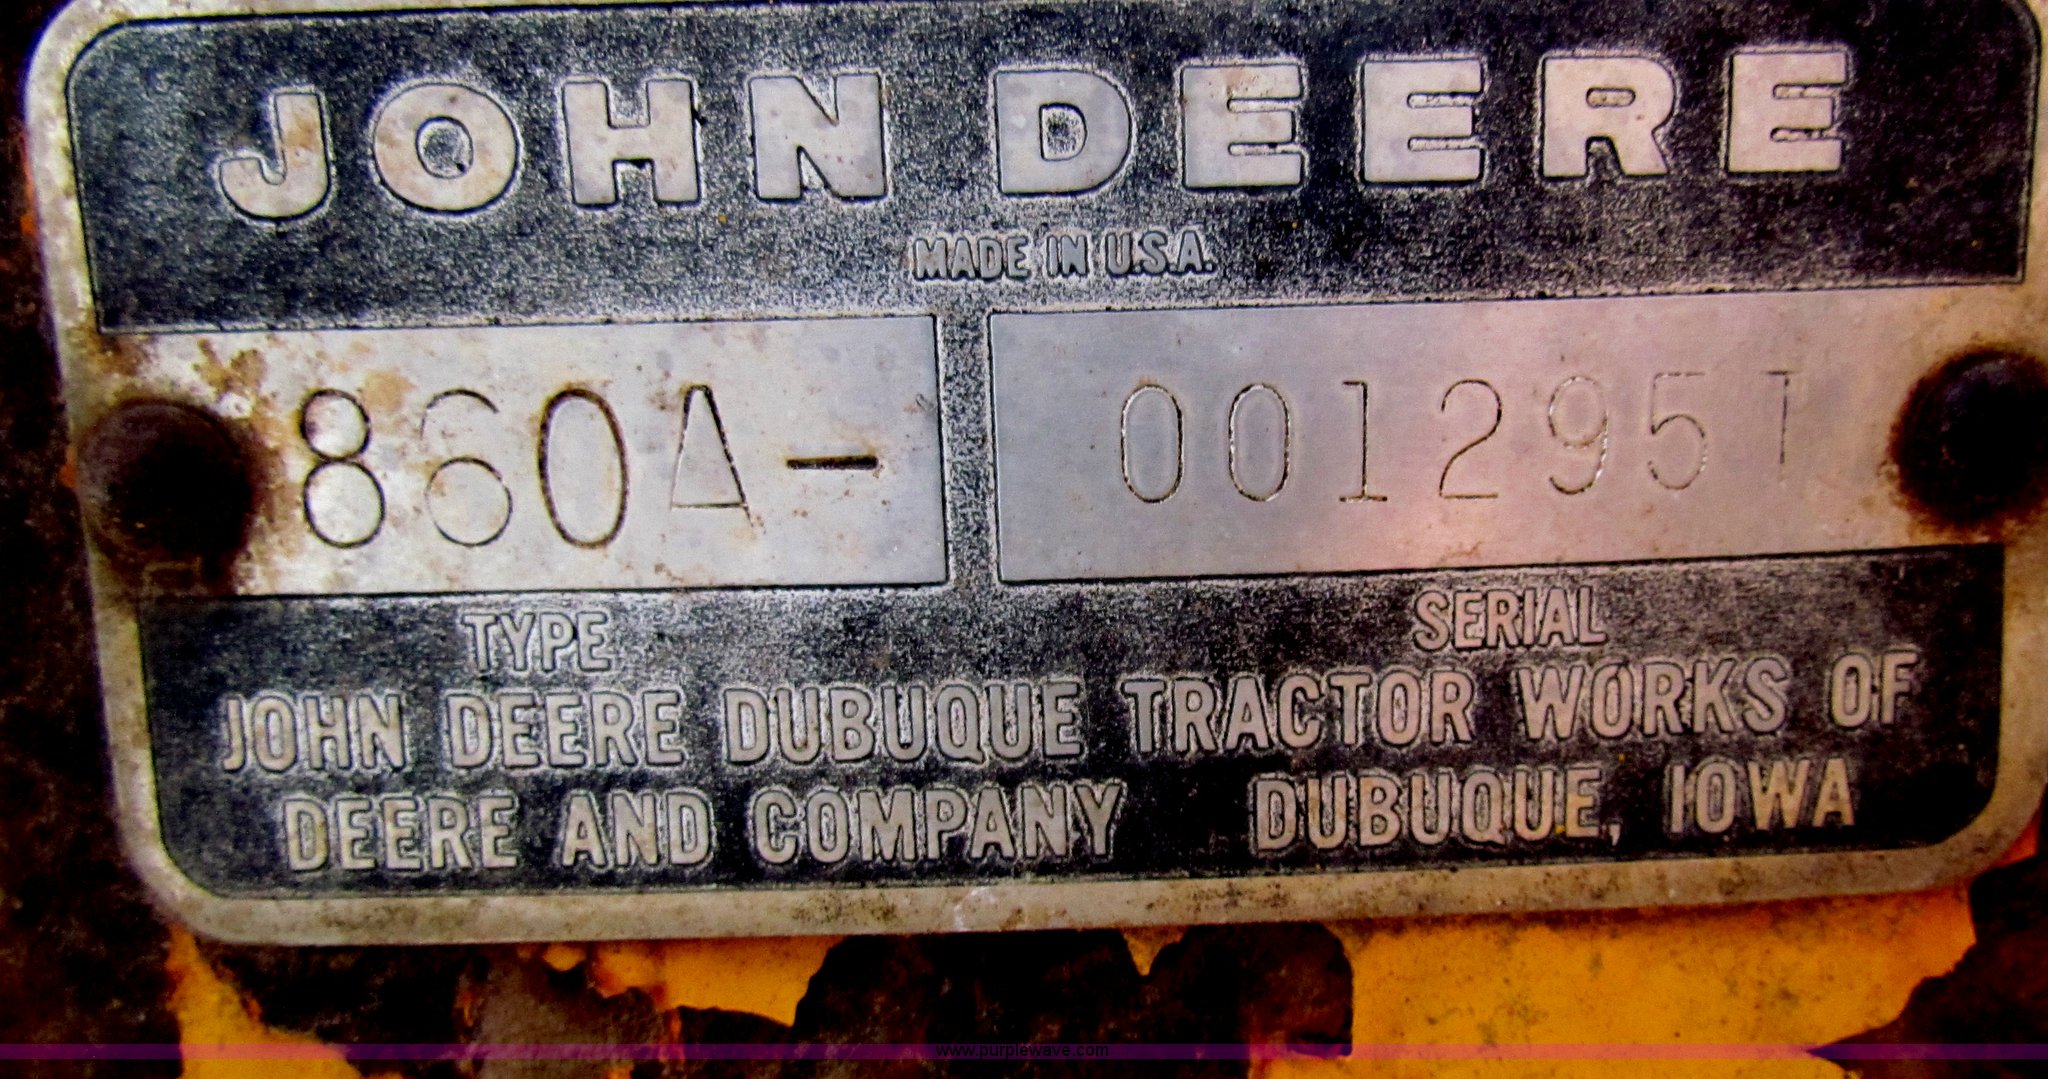 JOHN DEERE
MADE IN U.S.A.
860A- 001295T
TYPE SERIAL
JOHN DEERE DUBUQUE TRACTOR WORKS OF
DEERE AND COMPANY DUBUQUE, IOWA
www.purplewave.com